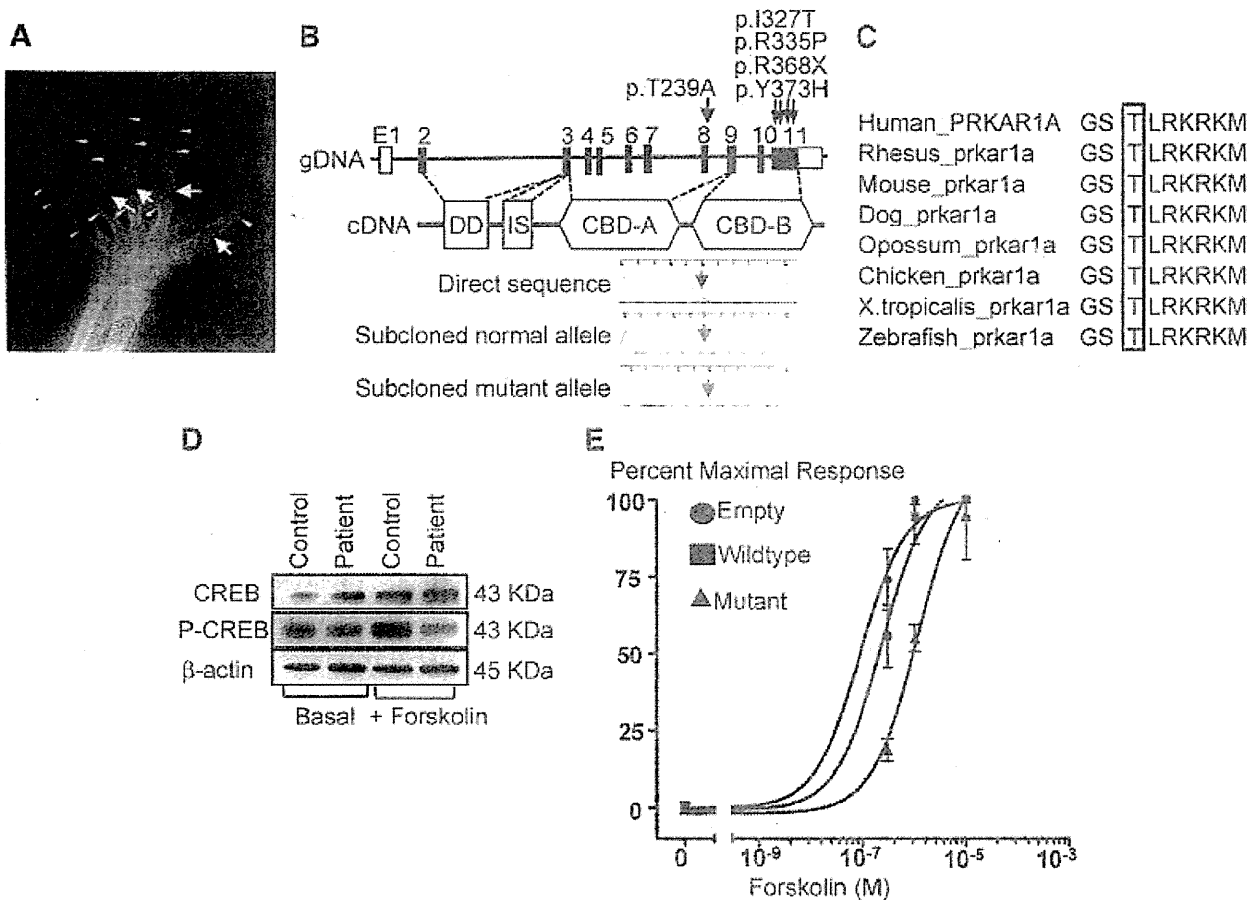 A
B
p.I327T
p.R335P
p.R368X
p.T239A p.Y373H
E1 2 3 4 5 6 7 8 9 10 11
gDNA
cDNA DD IS CBD-A CBD-B
Direct sequence
Subcloned normal allele
Subcloned mutant allele
C
Human_PRKAR1A GS T LRKRKM
Rhesus_prkar1a GS T LRKRKM
Mouse_prkar1a GS T LRKRKM
Dog_prkar1a GS T LRKRKM
Opossum_prkar1a GS T LRKRKM
Chicken_prkar1a GS T LRKRKM
X.tropicalis_prkar1a GS T LRKRKM
Zebrafish_prkar1a GS T LRKRKM
D
Control Patient Control Patient
CREB 43 KDa
P-CREB 43 KDa
β-actin 45 KDa
Basal + Forskolin
E
Percent Maximal Response
100
75
50
25
0
Empty
Wildtype
Mutant
0 10-9 10-7 10-5 10-3
Forskolin (M)